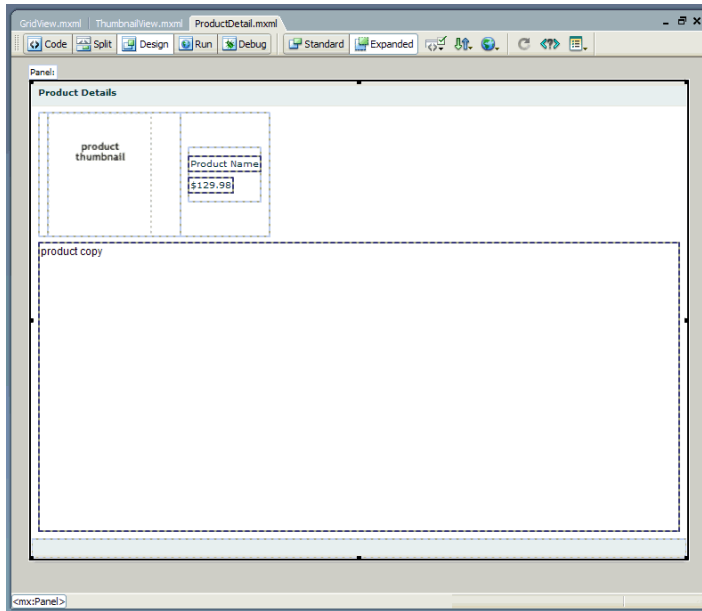 GridView.mxml ThumbnailView.mxml ProductDetail.mxml
Code Split Design Run Debug Standard Expanded
Panel:
Product Details
product
thumbnail
Product Name
$129.98
product copy
<mx:Panel>